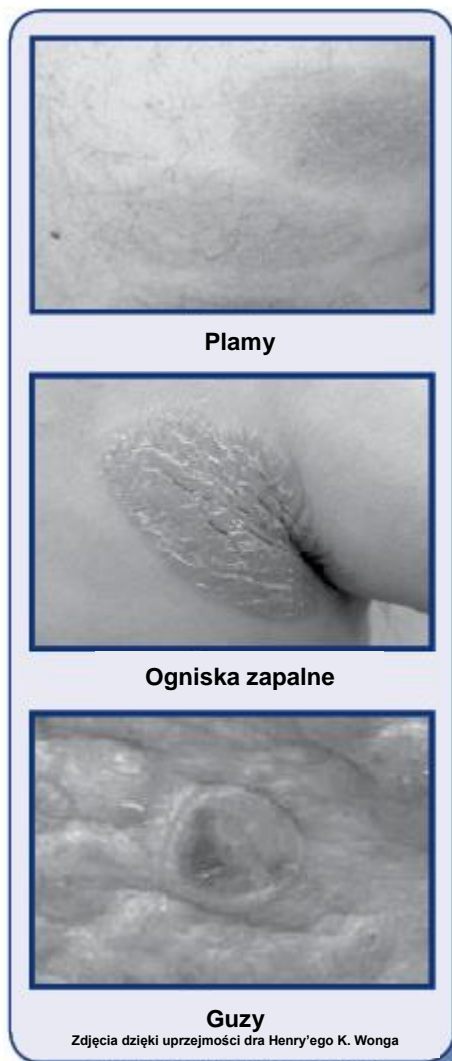 Plamy
Ogniska zapalne
Guzy
Zdjęcia dzięki uprzejmości dra Henry'ego K. Wonga